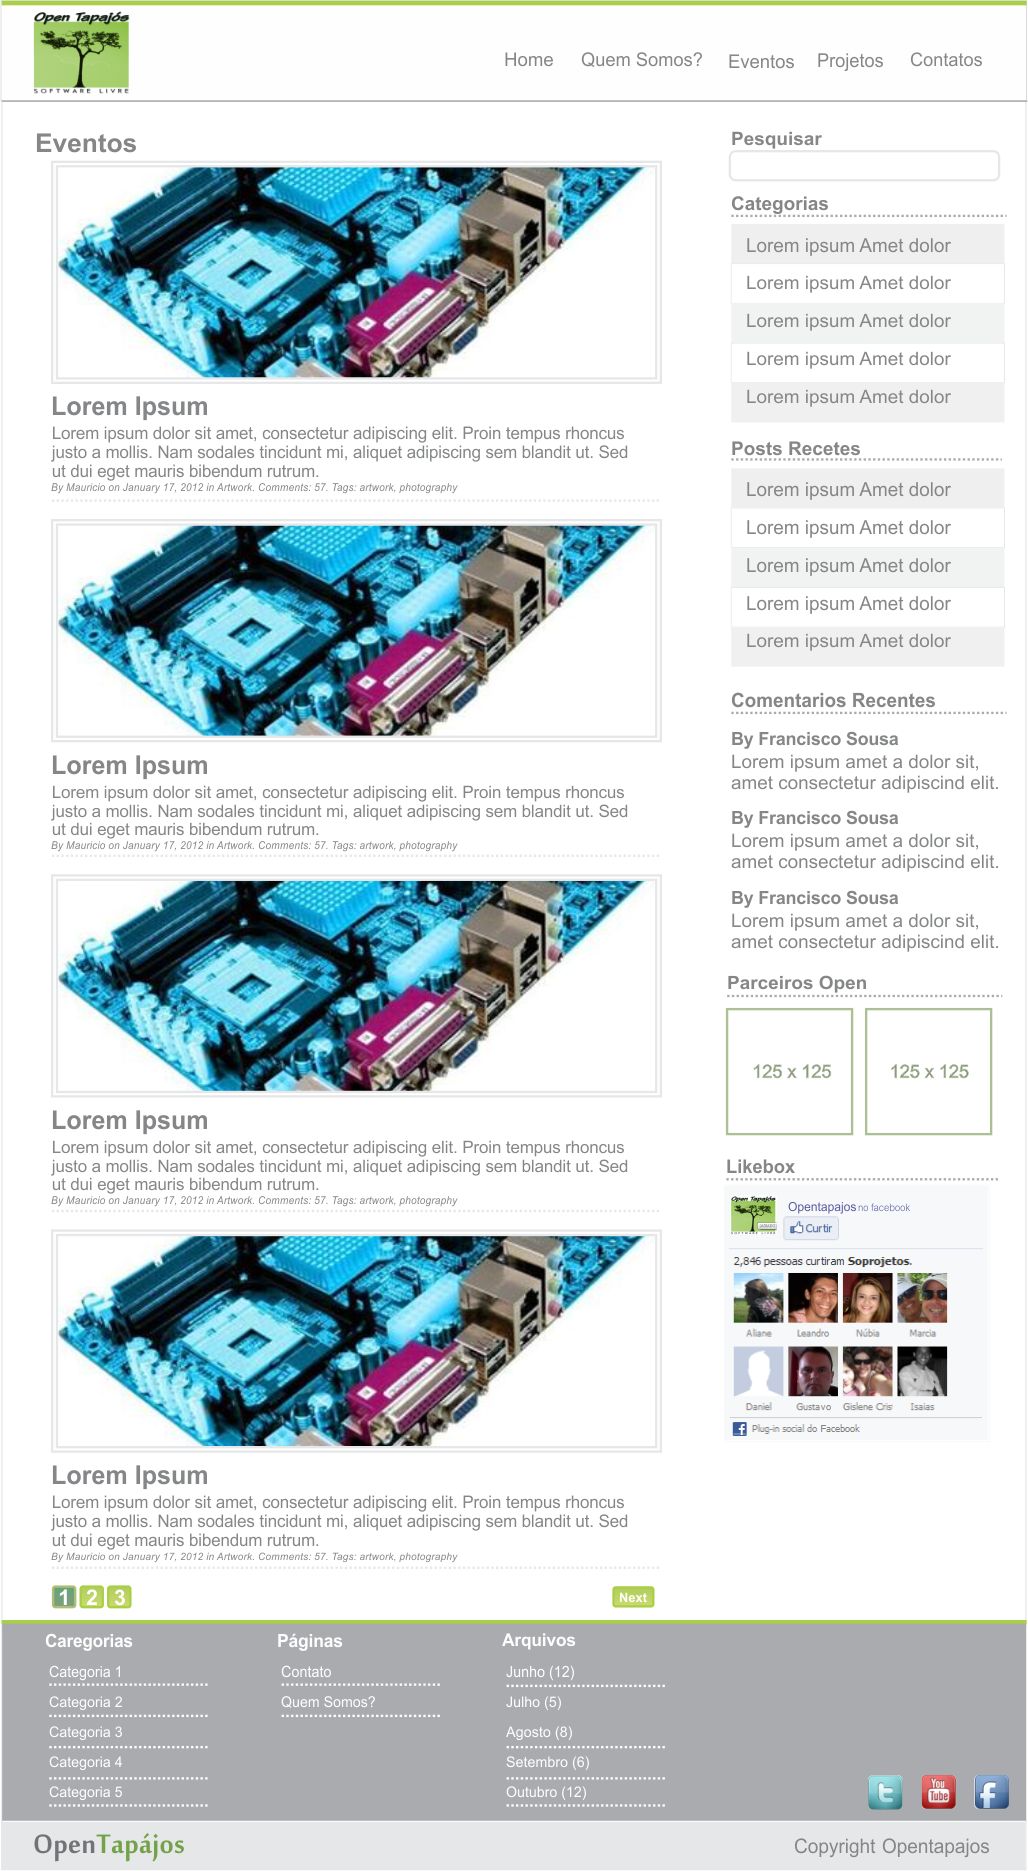 Open Tapajós
SOFTWARE LIVRE
Home Quem Somos? Eventos Projetos Contatos
Eventos
Lorem Ipsum
Lorem ipsum dolor sit amet, consectetur adipiscing elit. Proin tempus rhoncus
justo a mollis. Nam sodales tincidunt mi, aliquet adipiscing sem blandit ut. Sed
ut dui eget mauris bibendum rutrum.
By Mauricio on January 17, 2012 in Artwork. Comments: 57. Tags: artwork, photography
Lorem Ipsum
Lorem ipsum dolor sit amet, consectetur adipiscing elit. Proin tempus rhoncus
justo a mollis. Nam sodales tincidunt mi, aliquet adipiscing sem blandit ut. Sed
ut dui eget mauris bibendum rutrum.
By Mauricio on January 17, 2012 in Artwork. Comments: 57. Tags: artwork, photography
Lorem Ipsum
Lorem ipsum dolor sit amet, consectetur adipiscing elit. Proin tempus rhoncus
justo a mollis. Nam sodales tincidunt mi, aliquet adipiscing sem blandit ut. Sed
ut dui eget mauris bibendum rutrum.
By Mauricio on January 17, 2012 in Artwork. Comments: 57. Tags: artwork, photography
Lorem Ipsum
Lorem ipsum dolor sit amet, consectetur adipiscing elit. Proin tempus rhoncus
justo a mollis. Nam sodales tincidunt mi, aliquet adipiscing sem blandit ut. Sed
ut dui eget mauris bibendum rutrum.
By Mauricio on January 17, 2012 in Artwork. Comments: 57. Tags: artwork, photography
1 2 3 Next
Pesquisar
Categorias
Lorem ipsum Amet dolor
Lorem ipsum Amet dolor
Lorem ipsum Amet dolor
Lorem ipsum Amet dolor
Lorem ipsum Amet dolor
Posts Recetes
Lorem ipsum Amet dolor
Lorem ipsum Amet dolor
Lorem ipsum Amet dolor
Lorem ipsum Amet dolor
Lorem ipsum Amet dolor
Comentarios Recentes
By Francisco Sousa
Lorem ipsum amet a dolor sit,
amet consectetur adipiscind elit.
By Francisco Sousa
Lorem ipsum amet a dolor sit,
amet consectetur adipiscind elit.
By Francisco Sousa
Lorem ipsum amet a dolor sit,
amet consectetur adipiscind elit.
Parceiros Open
125 x 125 125 x 125
Likebox
Open Tapajós
Opentapajos no facebook
Curtir
2,846 pessoas curtiram Soprojetos.
Aliane Leandro Núbia Marcia
Daniel Gustavo Gislene Cris Isaias
Plug-in social do Facebook
Caregorias
Categoria 1
Categoria 2
Categoria 3
Categoria 4
Categoria 5
Páginas
Contato
Quem Somos?
Arquivos
Junho (12)
Julho (5)
Agosto (8)
Setembro (6)
Outubro (12)
You
Tube
OpenTapájos
Copyright Opentapajos